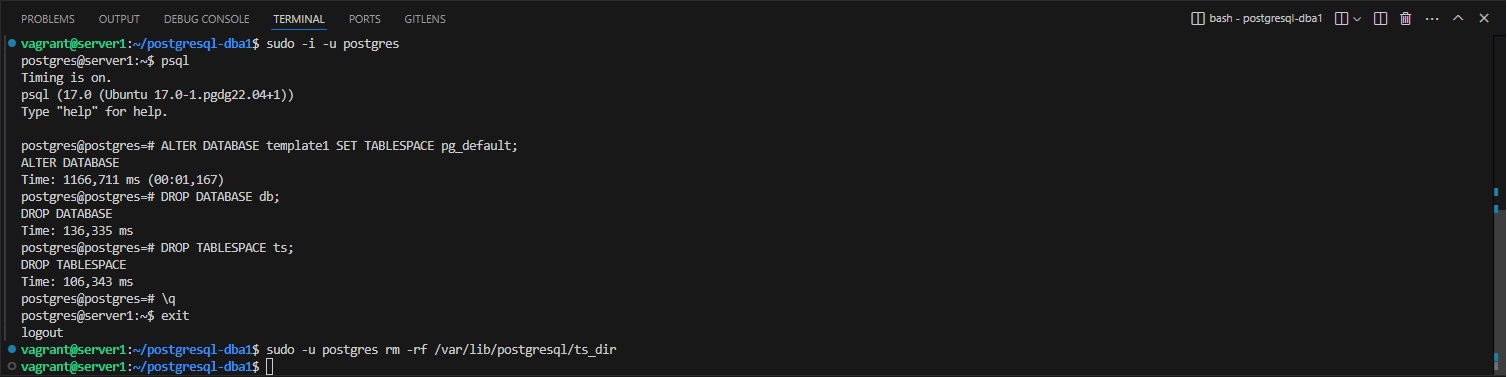 PROBLEMS OUTPUT DEBUG CONSOLE TERMINAL PORTS GITLENS bash - postgresql-dba1
vagrant@server1:~/postgresql-dba1$ sudo -i -u postgres
postgres@server1:~$ psql
Timing is on.
psql (17.0 (Ubuntu 17.0-1.pgdg22.04+1))
Type "help" for help.
postgres@postgres=# ALTER DATABASE template1 SET TABLESPACE pg_default;
ALTER DATABASE
Time: 1166,711 ms (00:01,167)
postgres@postgres=# DROP DATABASE db;
DROP DATABASE
Time: 136,335 ms
postgres@postgres=# DROP TABLESPACE ts;
DROP TABLESPACE
Time: 106,343 ms
postgres@postgres=# \q
postgres@server1:~$ exit
logout
vagrant@server1:~/postgresql-dba1$ sudo -u postgres rm -rf /var/lib/postgresql/ts_dir
vagrant@server1:~/postgresql-dba1$